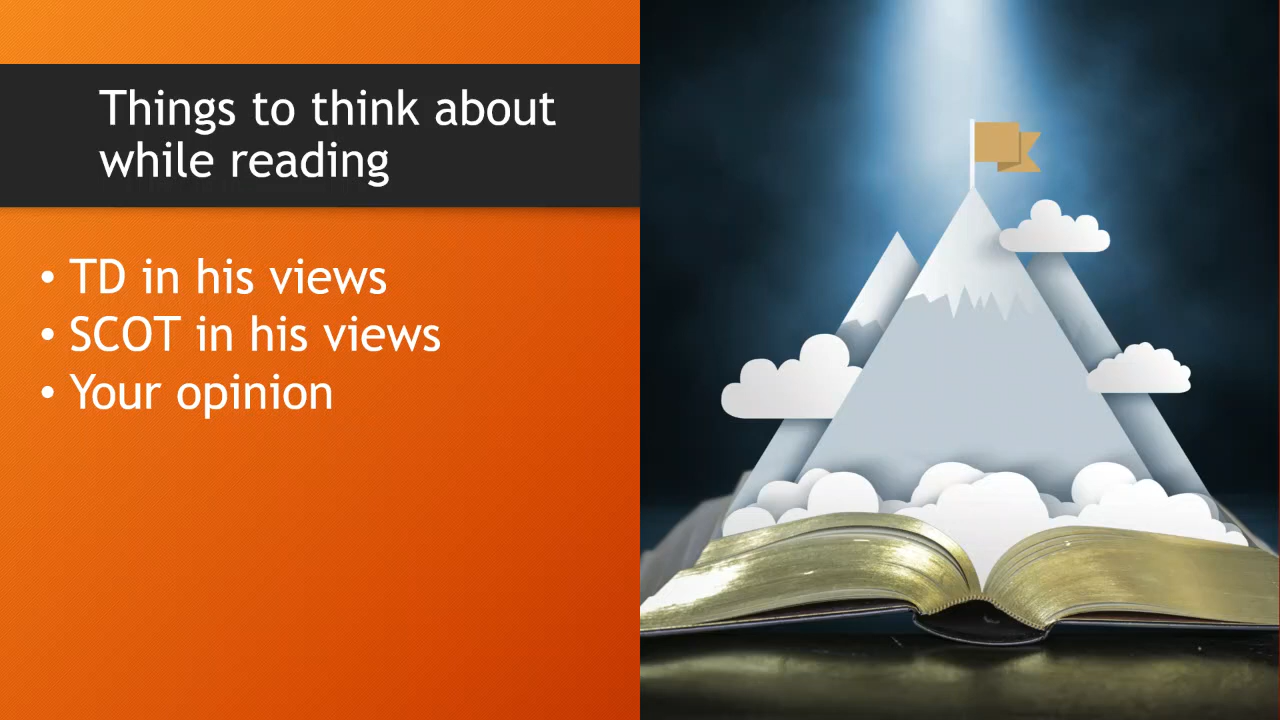 Things to think about
while reading
• TD in his views
• SCOT in his views
• Your opinion